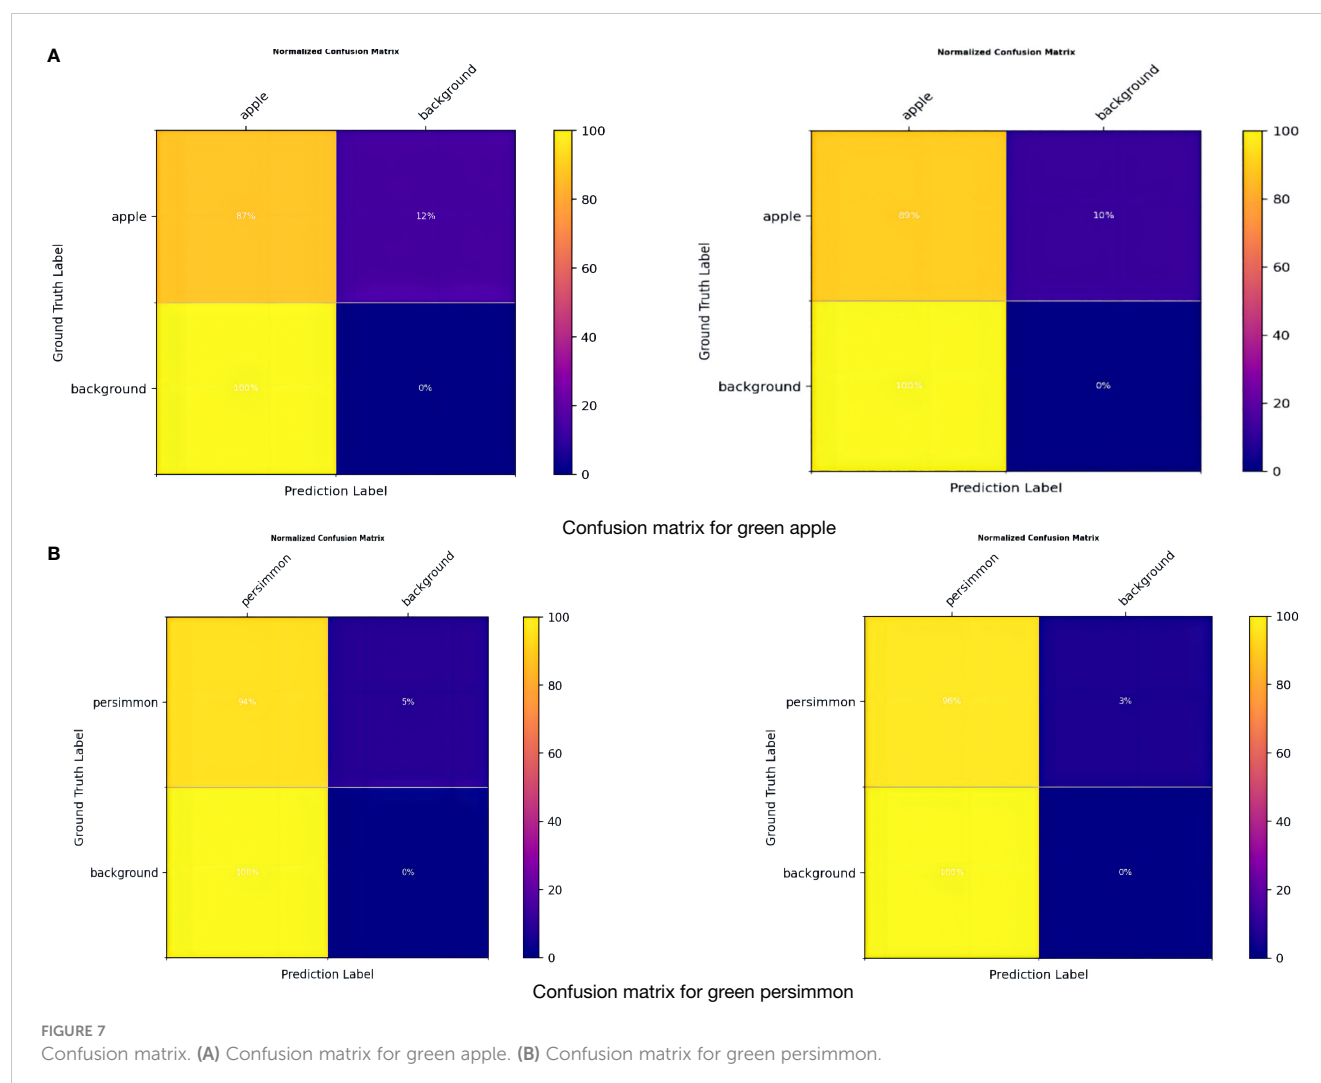 A
Normalized Confusion Matrix
apple
background
100
80
60
40
20
0
apple
background
Ground Truth Label
87%
12%
100%
0%
Prediction Label
Normalized Confusion Matrix
apple
background
100
80
60
40
20
0
apple
background
Ground Truth Label
89%
10%
100%
0%
Prediction Label
Confusion matrix for green apple
B
Normalized Confusion Matrix
persimmon
background
100
80
60
40
20
0
persimmon
background
Ground Truth Label
94%
5%
100%
0%
Prediction Label
Normalized Confusion Matrix
persimmon
background
100
80
60
40
20
0
persimmon
background
Ground Truth Label
96%
3%
100%
0%
Prediction Label
Confusion matrix for green persimmon
FIGURE 7
Confusion matrix. (A) Confusion matrix for green apple. (B) Confusion matrix for green persimmon.